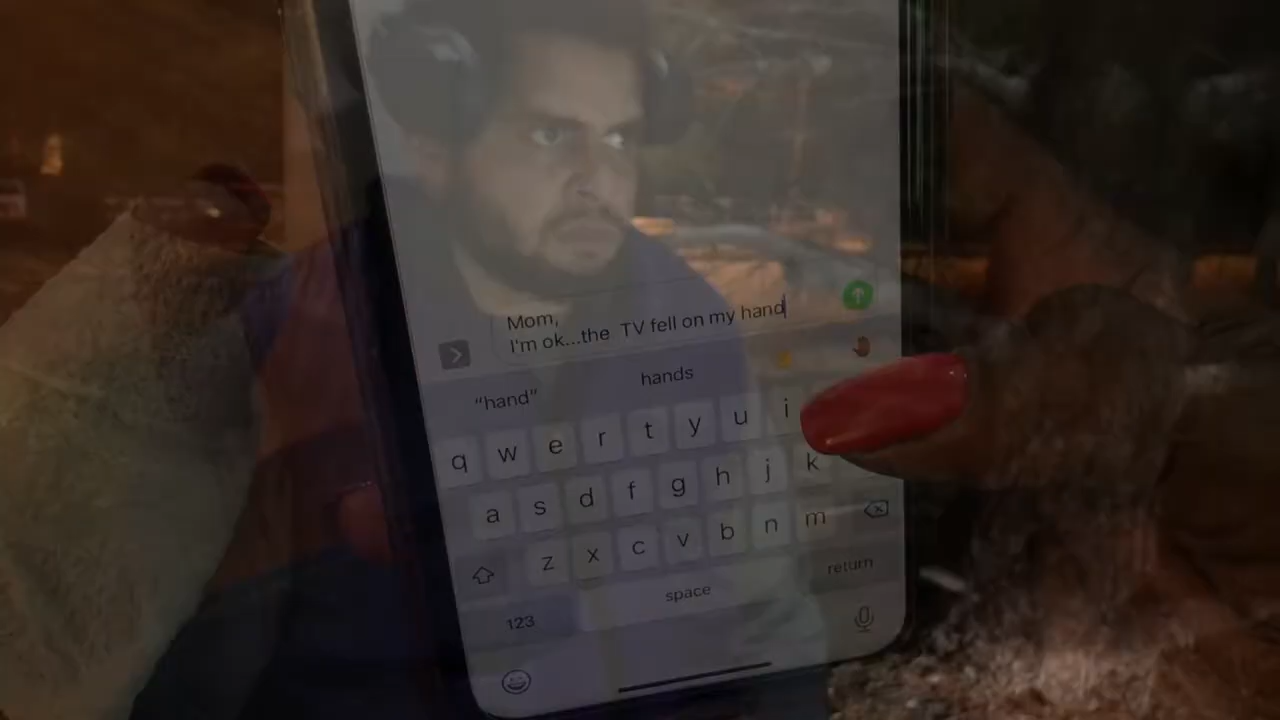 Mom,
I'm ok...the TV fell on my hand
"hand"
hands
q w e r t y u i
a s d f g h j k
z x c v b n m
return
123
space